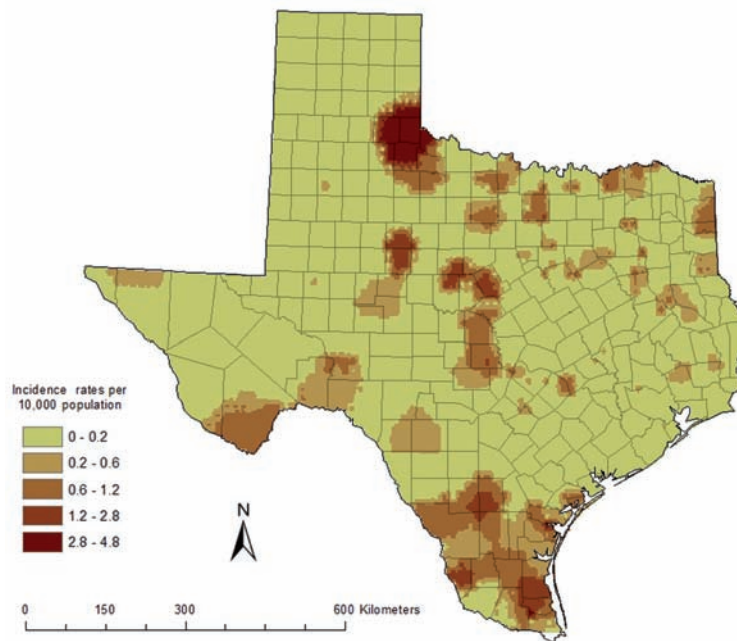 Incidence rates per
10,000 population
0 - 0.2
0.2 - 0.6
0.6 - 1.2
1.2 - 2.8
2.8 - 4.8
N
0 150 300 600 Kilometers